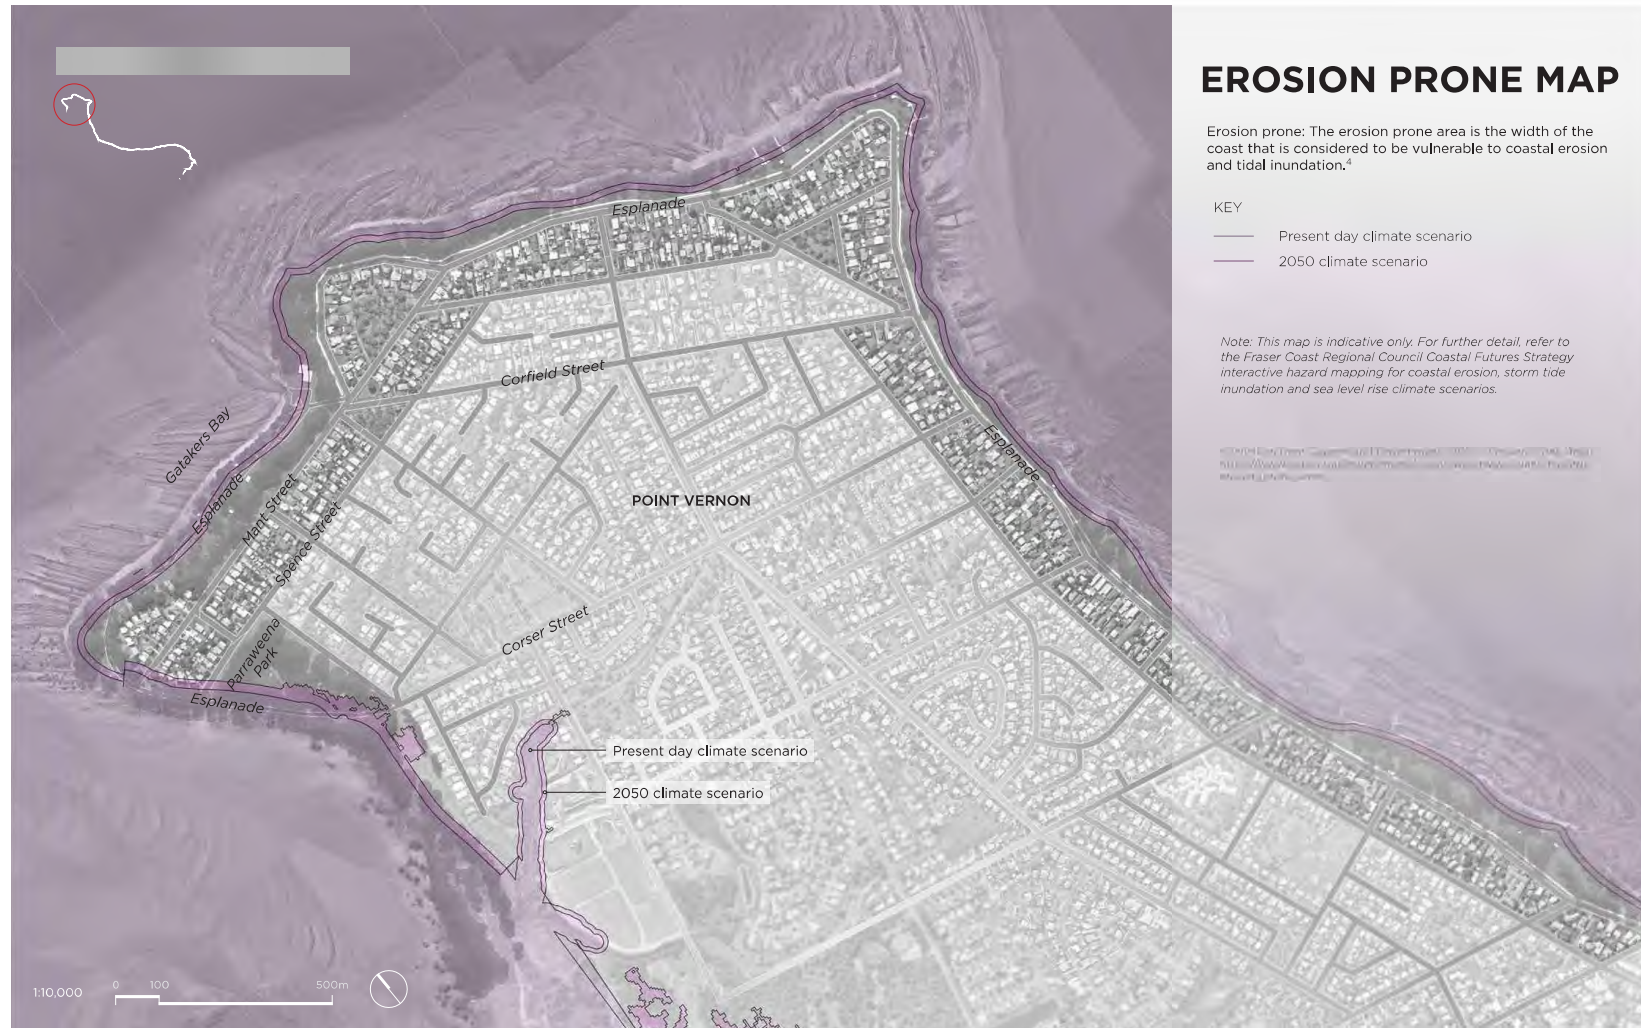 EROSION PRONE MAP
Erosion prone: The erosion prone area is the width of the
coast that is considered to be vulnerable to coastal erosion
and tidal inundation.4
KEY
Present day climate scenario
2050 climate scenario
Note: This map is indicative only. For further detail, refer to
the Fraser Coast Regional Council Coastal Futures Strategy
interactive hazard mapping for coastal erosion, storm tide
inundation and sea level rise climate scenarios.
Esplanade
Corfield Street
Gatakers Bay
Esplanade
Mant Street
Spence Street
Esplanade
POINT VERNON
Corser Street
Parraweena
Park
Esplanade
Present day climate scenario
2050 climate scenario
1:10,000
0 100 500m